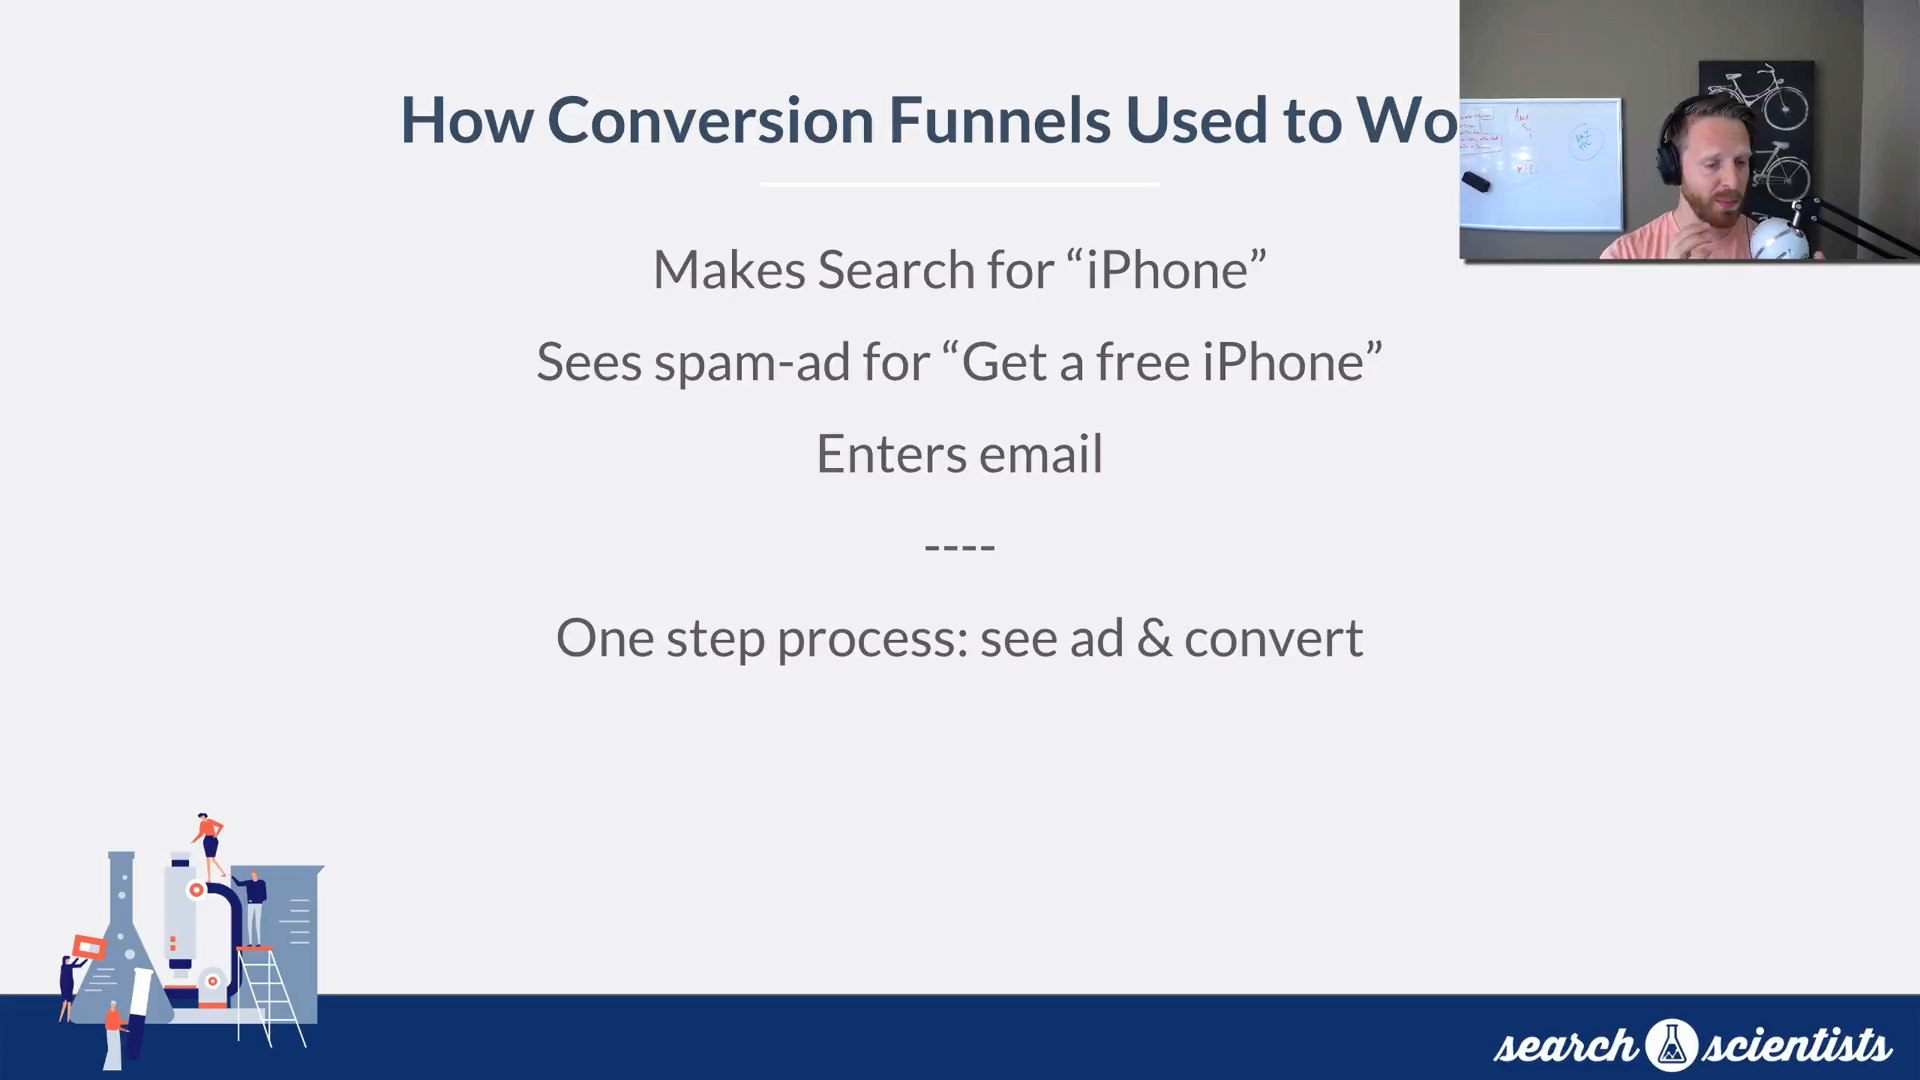 How Conversion Funnels Used to Wo
Makes Search for “iPhone”
Sees spam-ad for “Get a free iPhone”
Enters email
----
One step process: see ad & convert
search scientists